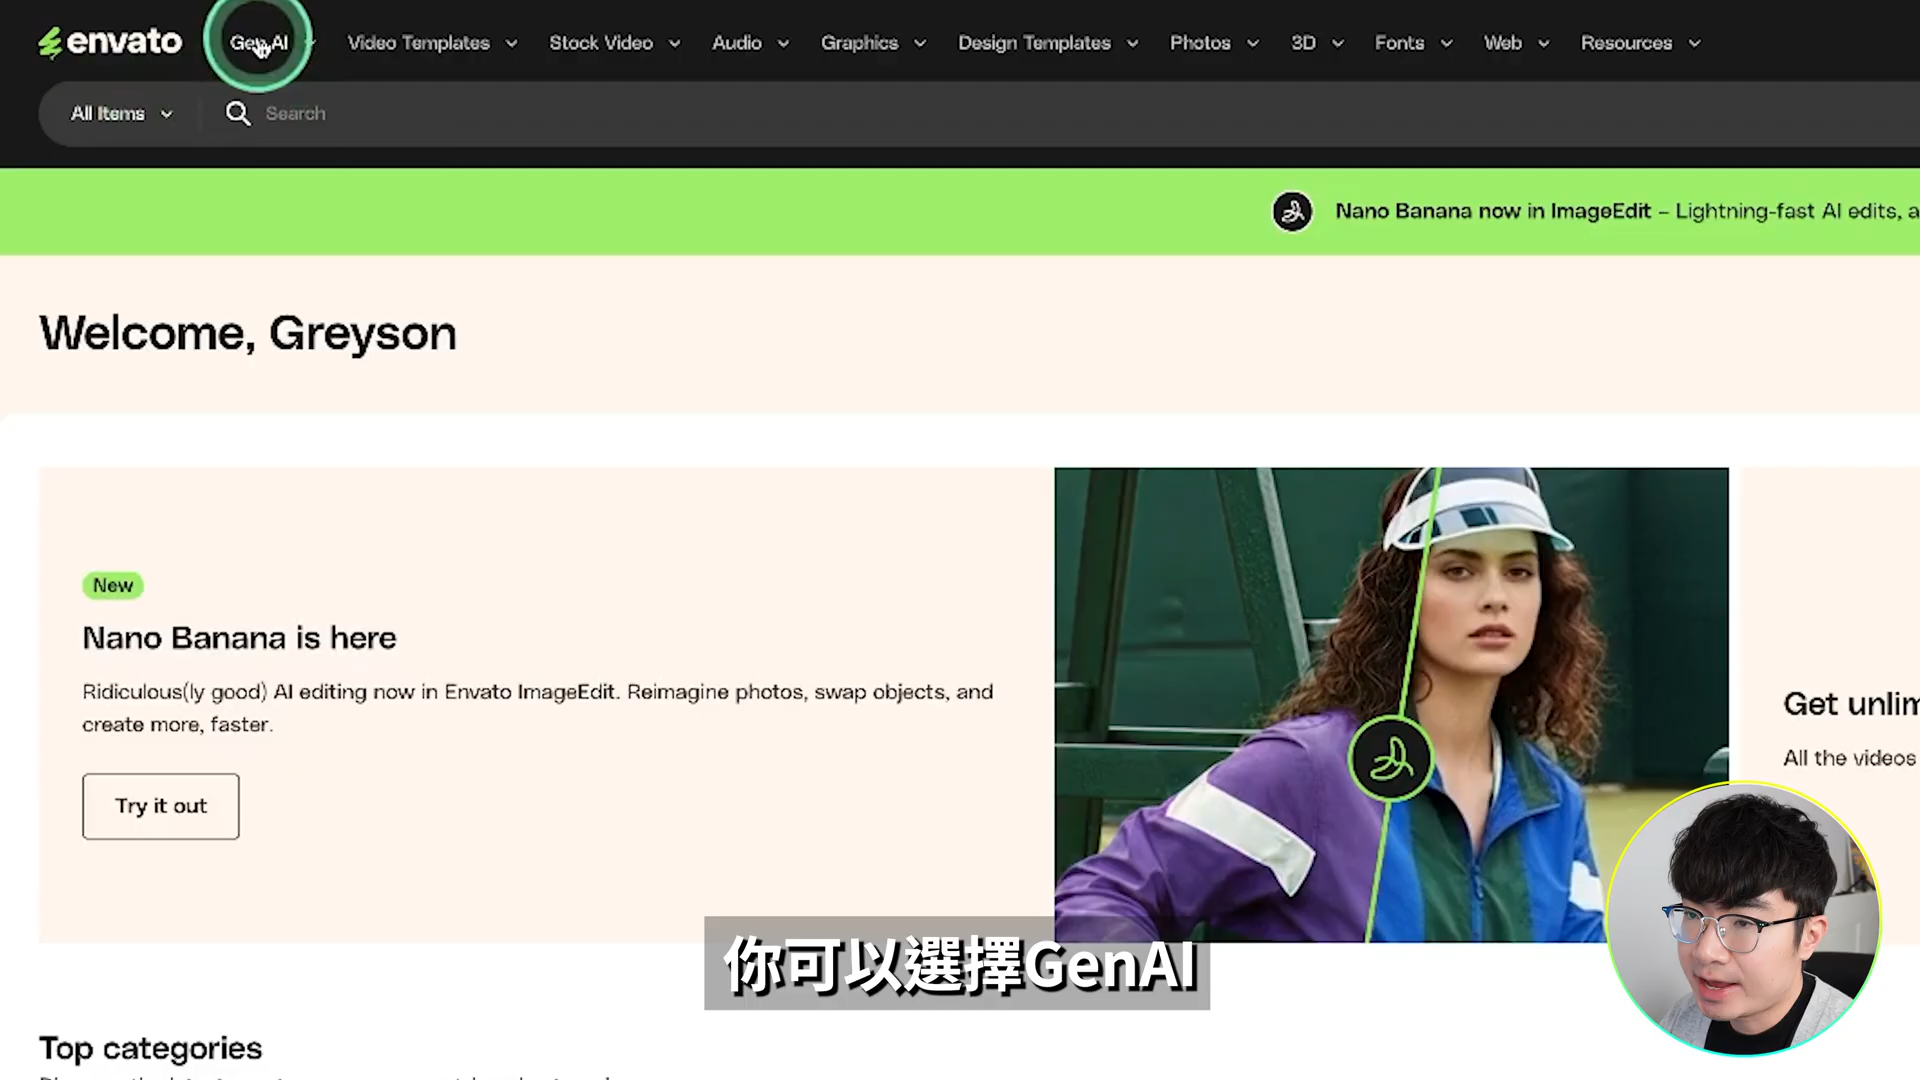 envato
Gen AI
Video Templates
Stock Video
Audio
Graphics
Design Templates
Photos
3D
Fonts
Web
Resources
All Items
Search
Nano Banana now in ImageEdit – Lightning-fast AI edits, a
Welcome, Greyson
New
Nano Banana is here
Ridiculous(ly good) AI editing now in Envato ImageEdit. Reimagine photos, swap objects, and
create more, faster.
Try it out
Get unlim
All the videos
你可以選擇GenAI
Top categories